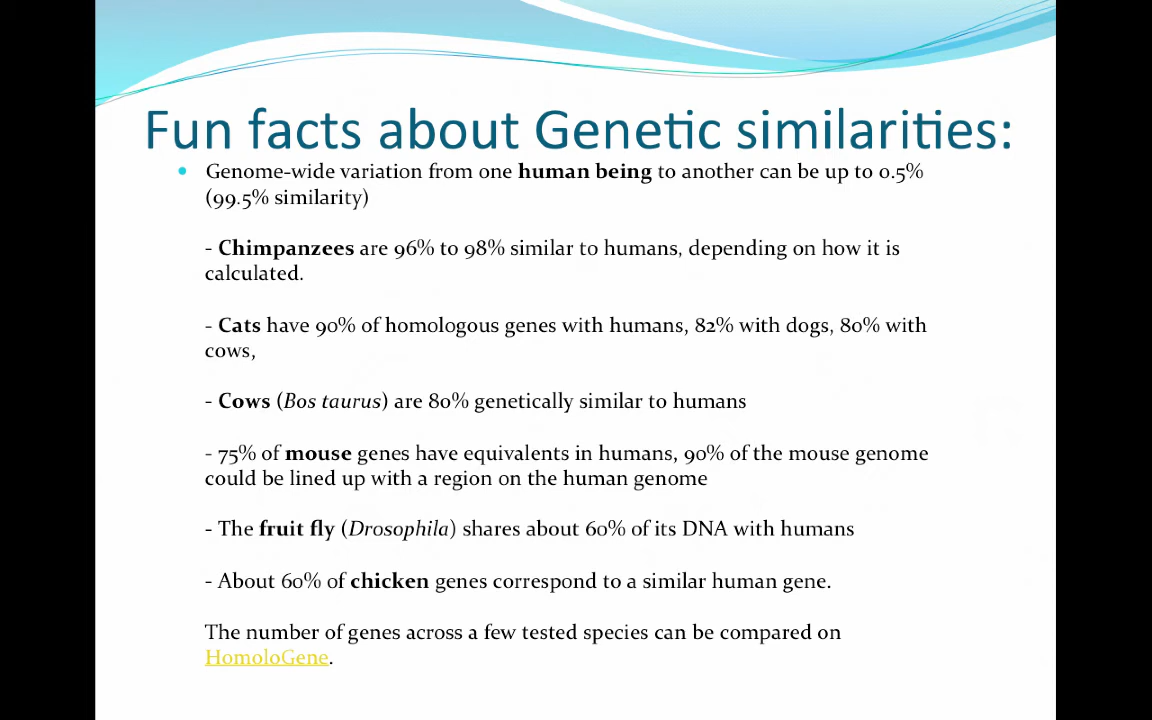 Fun facts about Genetic similarities:
• Genome-wide variation from one human being to another can be up to 0.5%
(99.5% similarity)
- Chimpanzees are 96% to 98% similar to humans, depending on how it is
calculated.
- Cats have 90% of homologous genes with humans, 82% with dogs, 80% with
cows,
- Cows (Bos taurus) are 80% genetically similar to humans
- 75% of mouse genes have equivalents in humans, 90% of the mouse genome
could be lined up with a region on the human genome
- The fruit fly (Drosophila) shares about 60% of its DNA with humans
- About 60% of chicken genes correspond to a similar human gene.
The number of genes across a few tested species can be compared on
HomoloGene.